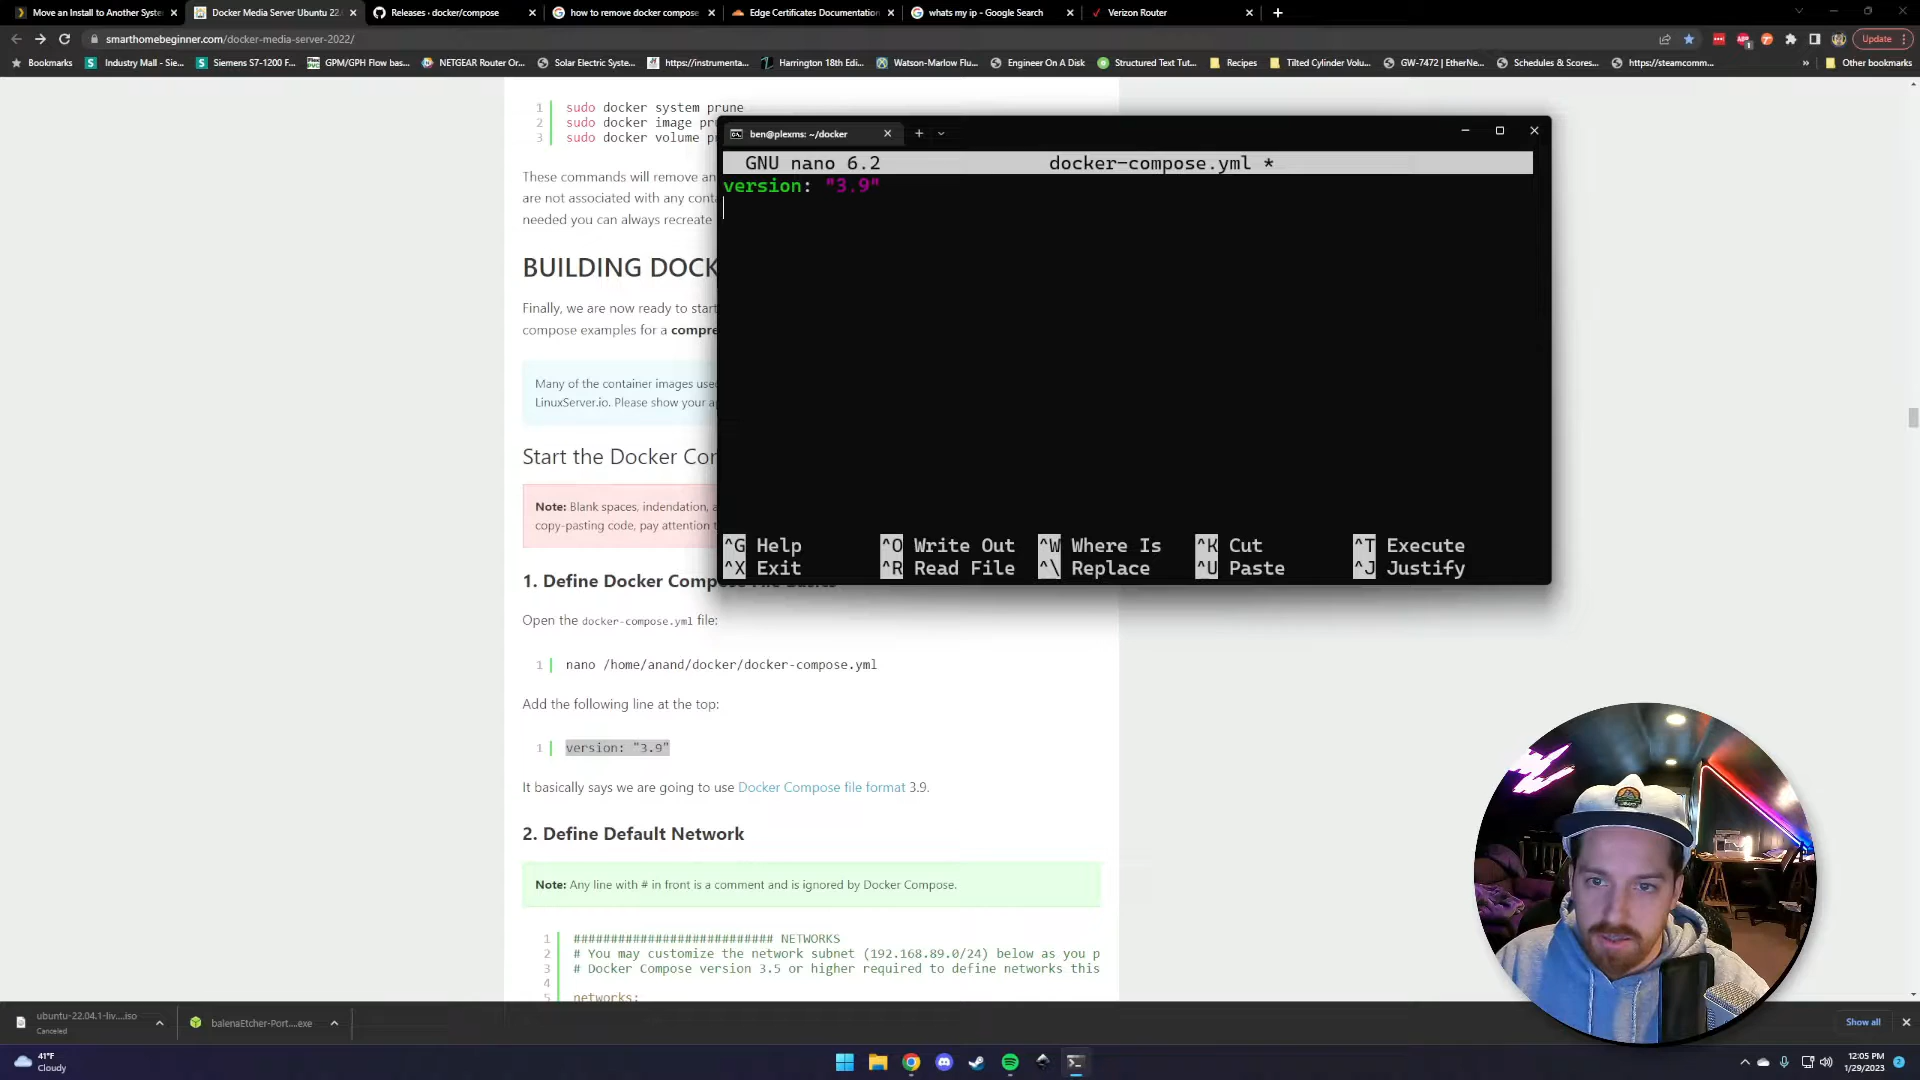 Move an Install to Another Syste
Docker Media Server Ubuntu 22.
Releases · docker/compose
how to remove docker compose
Edge Certificates Documentation
whats my ip - Google Search
Verizon Router
smarthomebeginner.com/docker-media-server-2022/
Update
Bookmarks
Industry Mall - Sie...
Siemens S7-1200 F...
GPM/GPH Flow bas...
NETGEAR Router Or...
Solar Electric Syste...
https://instrumenta...
Harrington 18th Edi...
Watson-Marlow Flu...
Engineer On A Disk
Structured Text Tut...
Recipes
Tilted Cylinder Volu...
GW-7472 | EtherNe...
Schedules & Scores...
https://steamcomm...
»
Other bookmarks
1 sudo docker system prune
2 sudo docker image pr
3 sudo docker volume p
These commands will remove an
are not associated with any conta
needed you can always recreate
BUILDING DOCK
Finally, we are now ready to start
compose examples for a compre
Many of the container images use
LinuxServer.io. Please show your ap
Start the Docker Cor
Note: Blank spaces, indentation, a
copy-pasting code, pay attention t
1. Define Docker Compose File Basics
Open the docker-compose.yml file:
1 nano /home/anand/docker/docker-compose.yml
Add the following line at the top:
1 version: "3.9"
It basically says we are going to use Docker Compose file format 3.9.
2. Define Default Network
Note: Any line with # in front is a comment and is ignored by Docker Compose.
1 ########################### NETWORKS
2 # You may customize the network subnet (192.168.89.0/24) below as you p
3 # Docker Compose version 3.5 or higher required to define networks this
4
5 networks:
ben@plexms: ~/docker
GNU nano 6.2 docker-compose.yml *
version: "3.9"
^G Help ^O Write Out ^W Where Is ^K Cut ^T Execute
^X Exit ^R Read File ^\ Replace ^U Paste ^J Justify
ubuntu-22.04.1-liv....iso
Canceled
balenaEtcher-Port....exe
Show all
41°F
Cloudy
12:05 PM
1/29/2023
2